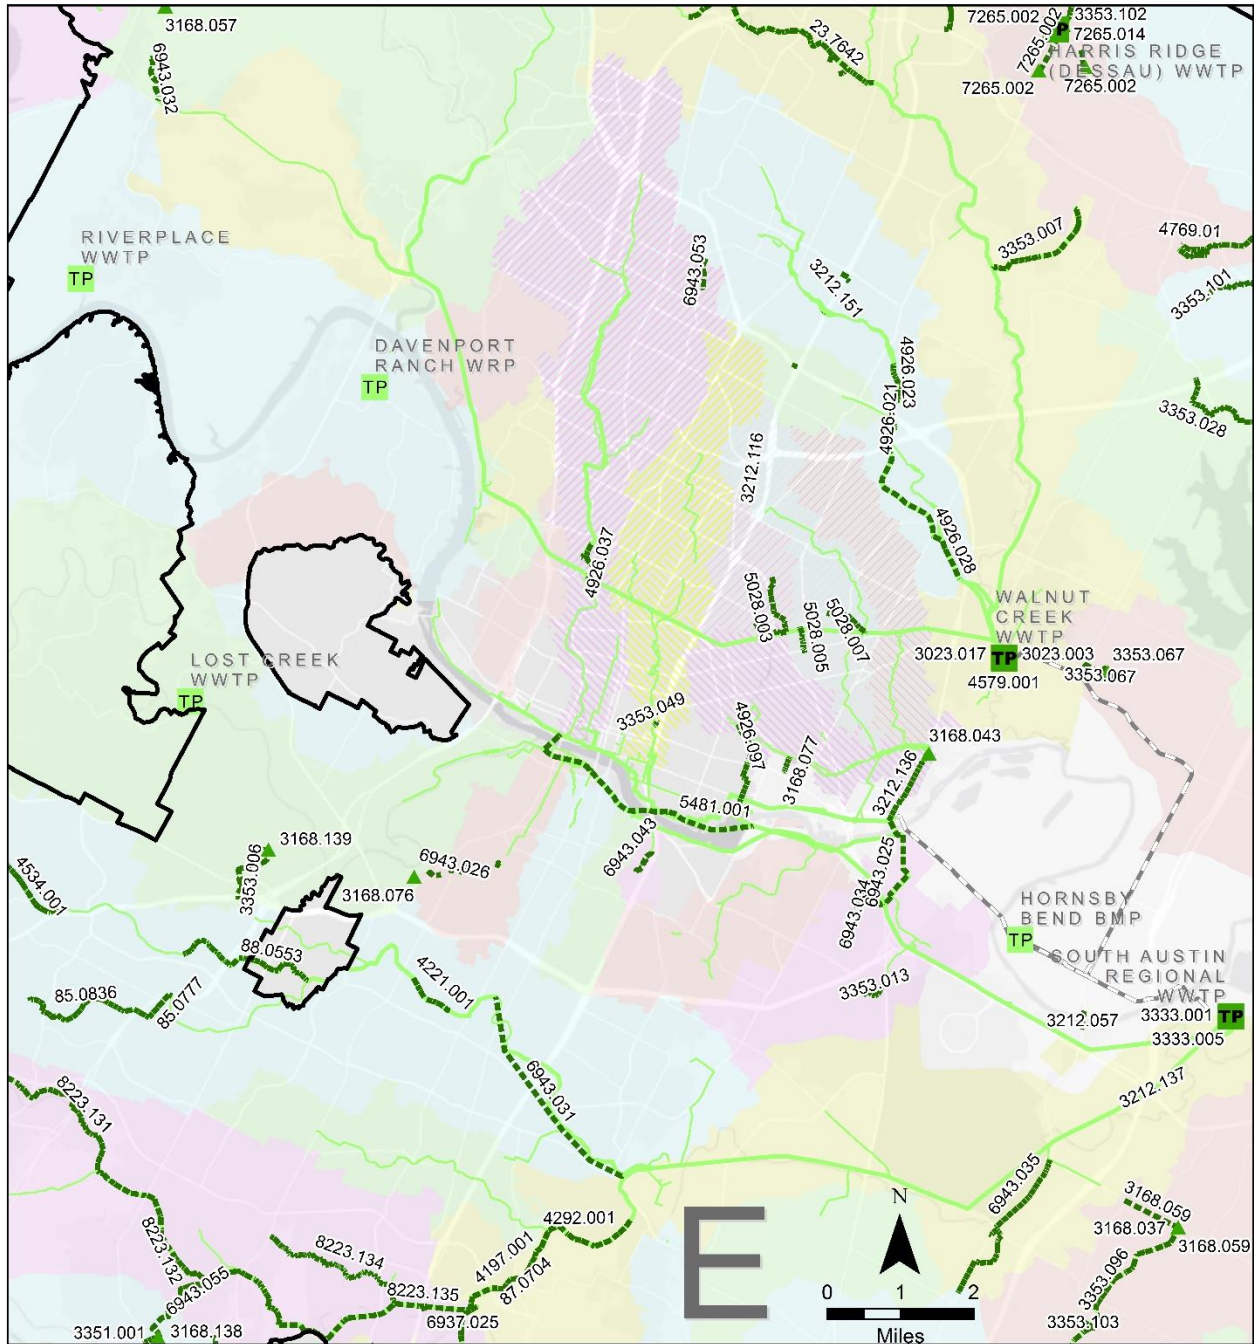 3168.057
6943.032
23.7642
7265.002
3353.102
7265.002
P
7265.014
HARRIS RIDGE
(DESSAU) WWTP
7265.002
7265.002
RIVERPLACE
WWTP
TP
6943.053
3212.151
3353.007
4769.01
3353.101
DAVENPORT
RANCH WRP
TP
4926.023
4926.021
3353.028
3212.116
4926.037
4926.028
5028.003
5028.005
5028.007
WALNUT
CREEK
WWTP
3023.017
TP
3023.003
3353.067
3353.067
4579.001
LOST CREEK
WWTP
TP
3353.049
4926.097
3168.077
3168.043
3212.136
5481.001
6943.043
6943.025
6943.034
3168.139
3353.006
3168.076
6943.026
4534.001
88.0553
85.0836
85.0777
4221.001
HORNSBY
BEND BMP
TP
SOUTH AUSTIN
REGIONAL
WWTP
3353.013
3212.057
3333.001
TP
3333.005
3212.137
6943.031
8223.131
8223.132
6943.055
8223.134
8223.135
4292.001
4197.001
87.0704
6937.025
3351.001
3168.138
6943.035
3168.059
3168.037
3168.059
3353.096
3353.103
E
N
0 1 2
Miles